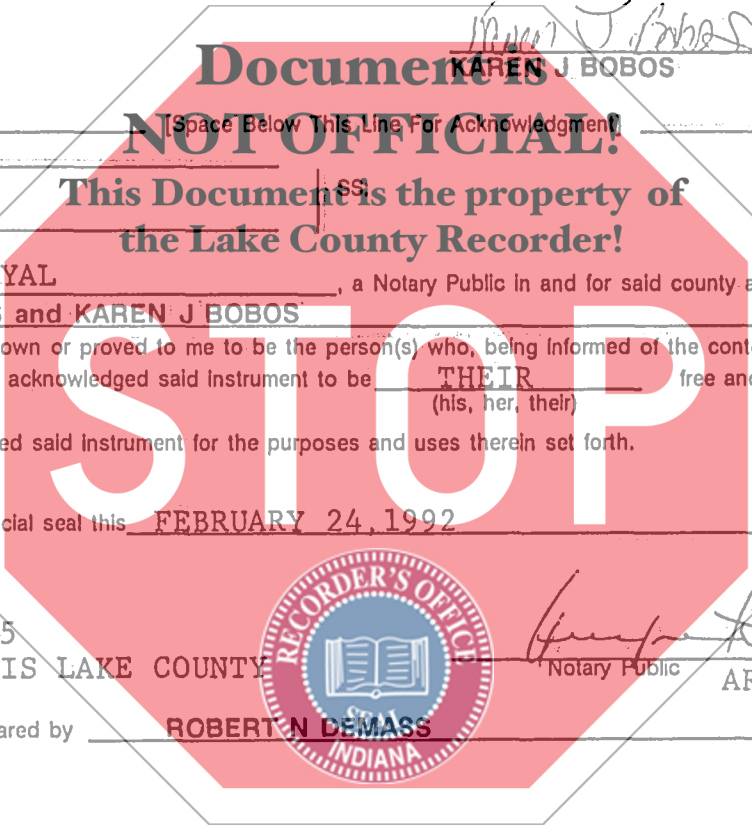 Karen J Bobos
KAREN J BOBOS
Document is
[Space Below This Line For Acknowledgment]
NOT OFFICIAL!
SS:
This Document is the property of
the Lake County Recorder!
YAL , a Notary Public in and for said county a
S and KAREN J BOBOS
own or proved to me to be the person(s) who, being informed of the cont
acknowledged said instrument to be THEIR free and
(his, her, their)
STOP
ed said instrument for the purposes and uses therein set forth.
cial seal this FEBRUARY 24, 1992
RECORDER'S OFFICE
SEAL
INDIANA
5
IS LAKE COUNTY
Notary Public
AR
ared by ROBERT N DEMASS